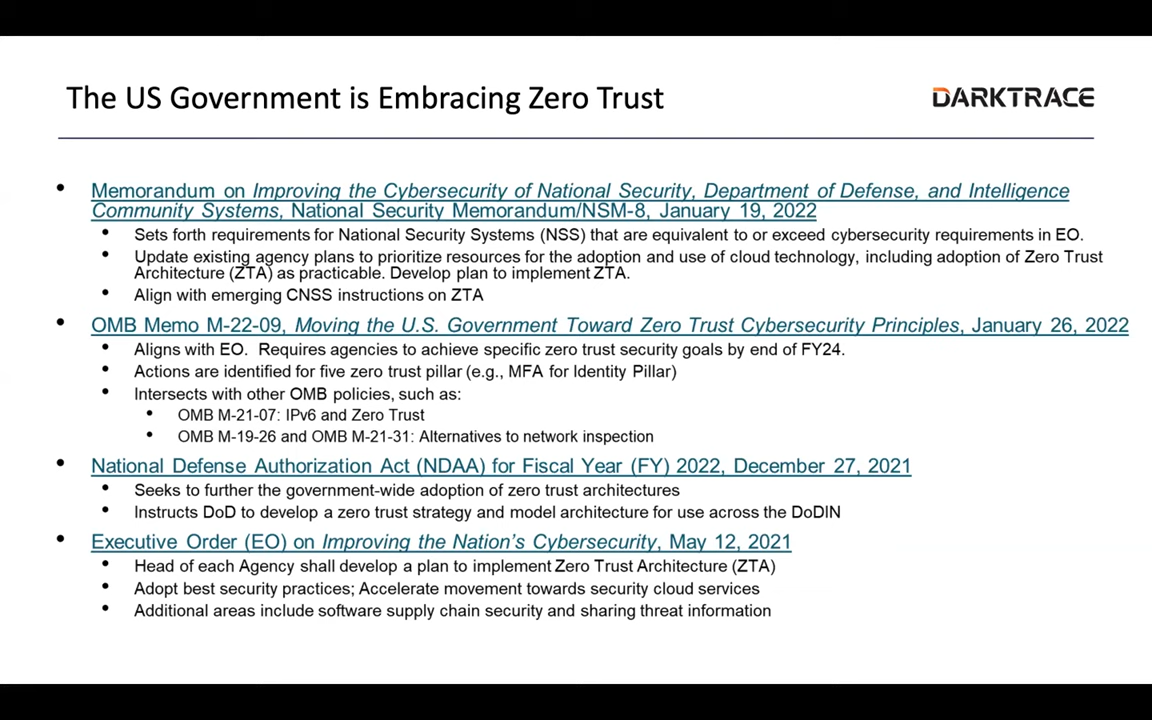 The US Government is Embracing Zero Trust
DARKTRACE
• Memorandum on Improving the Cybersecurity of National Security, Department of Defense, and Intelligence
Community Systems, National Security Memorandum/NSM-8, January 19, 2022
• Sets forth requirements for National Security Systems (NSS) that are equivalent to or exceed cybersecurity requirements in EO.
• Update existing agency plans to prioritize resources for the adoption and use of cloud technology, including adoption of Zero Trust
Architecture (ZTA) as practicable. Develop plan to implement ZTA.
• Align with emerging CNSS instructions on ZTA
• OMB Memo M-22-09, Moving the U.S. Government Toward Zero Trust Cybersecurity Principles, January 26, 2022
• Aligns with EO. Requires agencies to achieve specific zero trust security goals by end of FY24.
• Actions are identified for five zero trust pillar (e.g., MFA for Identity Pillar)
• Intersects with other OMB policies, such as:
• OMB M-21-07: IPv6 and Zero Trust
• OMB M-19-26 and OMB M-21-31: Alternatives to network inspection
• National Defense Authorization Act (NDAA) for Fiscal Year (FY) 2022, December 27, 2021
• Seeks to further the government-wide adoption of zero trust architectures
• Instructs DoD to develop a zero trust strategy and model architecture for use across the DoDIN
• Executive Order (EO) on Improving the Nation's Cybersecurity, May 12, 2021
• Head of each Agency shall develop a plan to implement Zero Trust Architecture (ZTA)
• Adopt best security practices; Accelerate movement towards security cloud services
• Additional areas include software supply chain security and sharing threat information